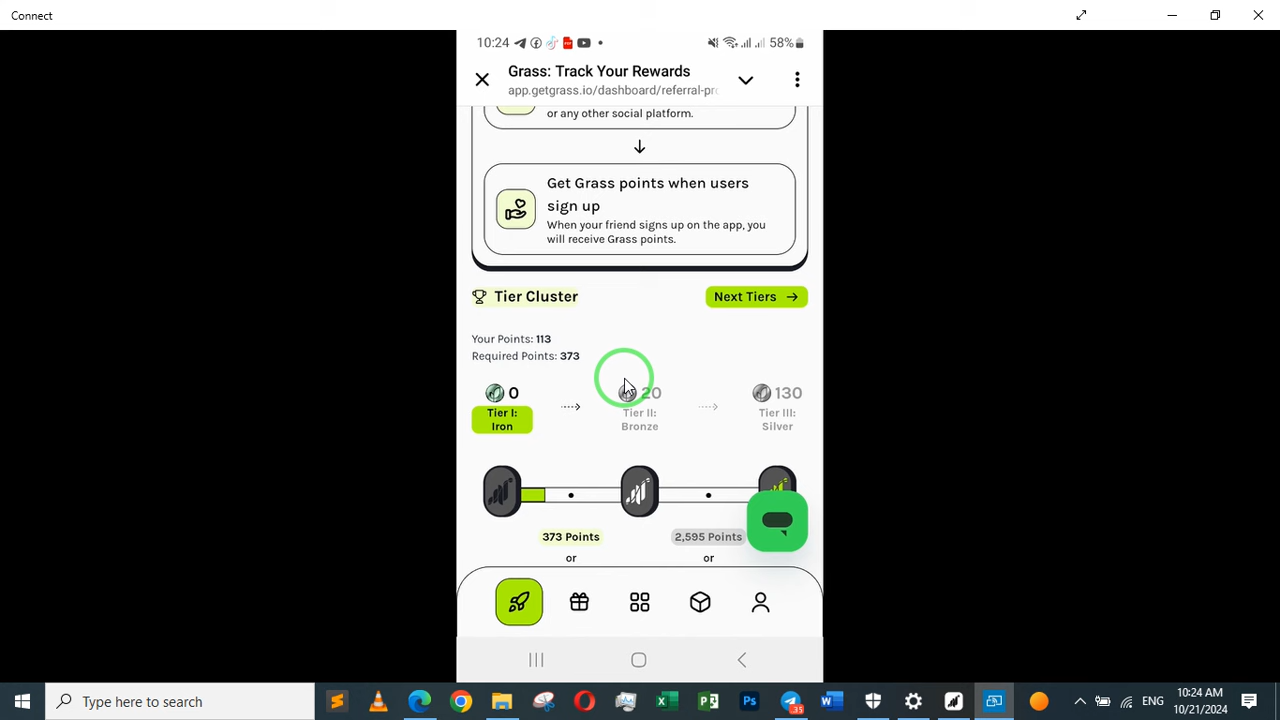 Connect
10:24
58%
Grass: Track Your Rewards
app.getgrass.io/dashboard/referral-pr
or any other social platform.
Get Grass points when users
sign up
When your friend signs up on the app, you
will receive Grass points.
Tier Cluster
Next Tiers
Your Points: 113
Required Points: 373
0
20
130
Tier I:
Iron
Tier II:
Bronze
Tier III:
Silver
373 Points
2,595 Points
or
or
Type here to search
35
ENG
10:24 AM
10/21/2024